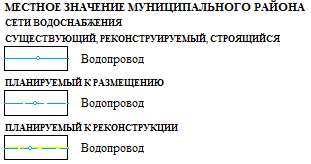 МЕСТНОЕ ЗНАЧЕНИЕ МУНИЦИПАЛЬНОГО РАЙОНА
СЕТИ ВОДОСНАБЖЕНИЯ
СУЩЕСТВУЮЩИЙ, РЕКОНСТРУИРУЕМЫЙ, СТРОЯЩИЙСЯ
Водопровод
ПЛАНИРУЕМЫЙ К РАЗМЕЩЕНИЮ
Водопровод
ПЛАНИРУЕМЫЙ К РЕКОНСТРУКЦИИ
Водопровод